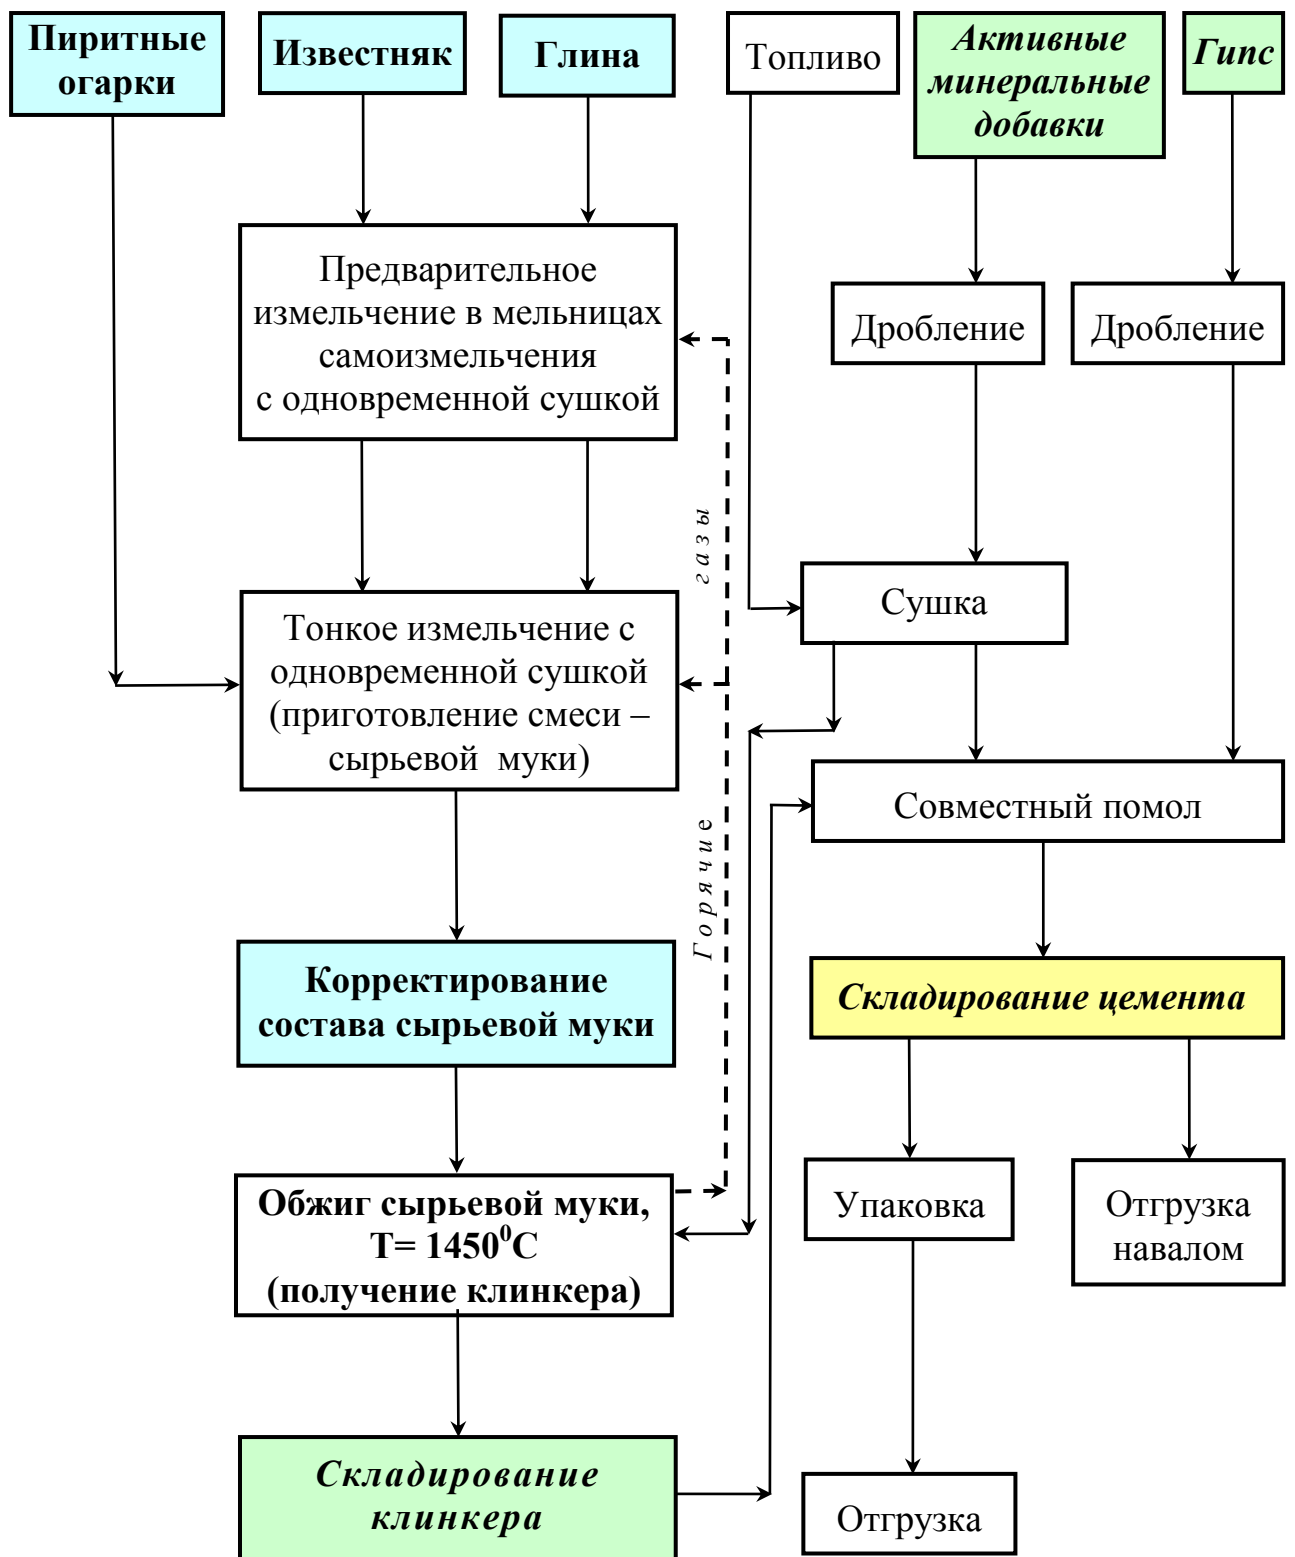 Пиритные
огарки
Известняк
Глина
Топливо
Активные
минеральные
добавки
Гипс
Предварительное
измельчение в мельницах
самоизмельчения
с одновременной сушкой
Дробление
Дробление
газы
Тонкое измельчение с
одновременной сушкой
(приготовление смеси –
сырьевой муки)
Сушка
Совместный помол
Горячие
Корректирование
состава сырьевой муки
Складирование цемента
Обжиг сырьевой муки,
Т= 1450⁰С
(получение клинкера)
Упаковка
Отгрузка
навалом
Складирование
клинкера
Отгрузка